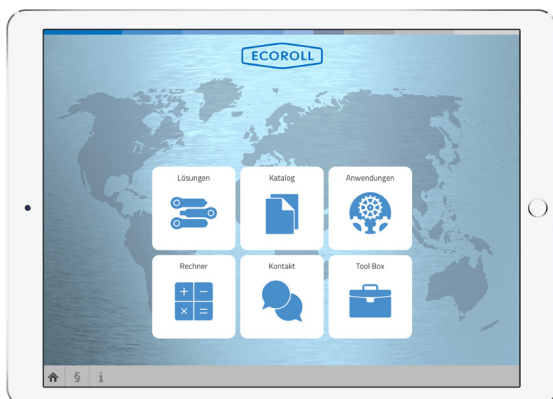 ECOROLL
Lösungen
Katalog
Anwendungen
Rechner
Kontakt
Tool Box
+ −
× =
§ i